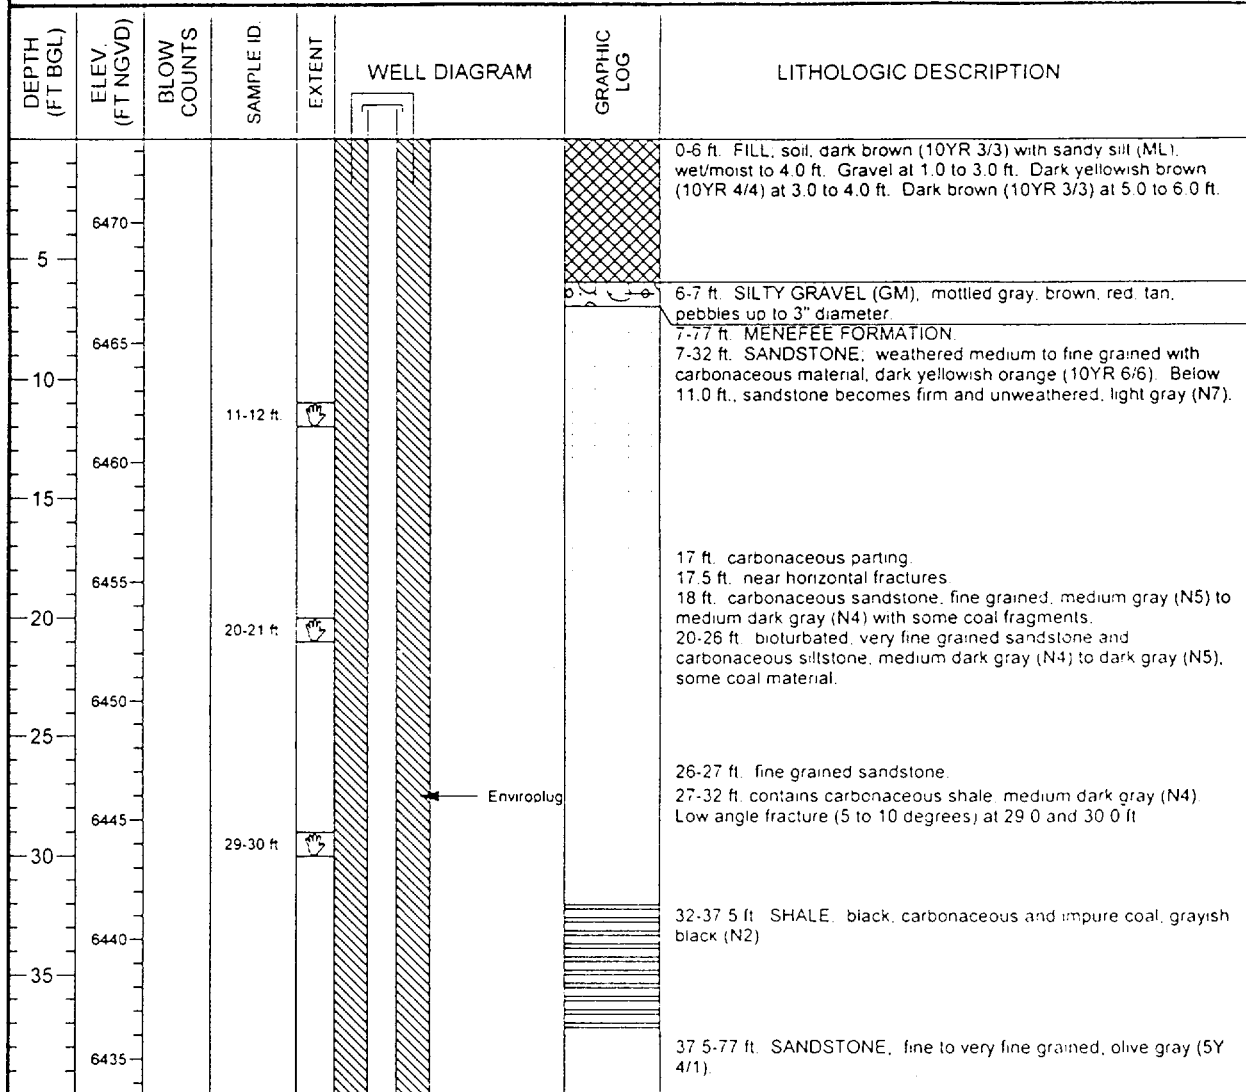 DEPTH (FT BGL)
ELEV. (FT NGVD)
BLOW COUNTS
SAMPLE ID.
EXTENT
WELL DIAGRAM
GRAPHIC LOG
LITHOLOGIC DESCRIPTION
0-6 ft. FILL; soil, dark brown (10YR 3/3) with sandy silt (ML),
wet/moist to 4.0 ft. Gravel at 1.0 to 3.0 ft. Dark yellowish brown
(10YR 4/4) at 3.0 to 4.0 ft. Dark brown (10YR 3/3) at 5.0 to 6.0 ft.
6470
5
6-7 ft. SILTY GRAVEL (GM), mottled gray, brown, red, tan,
pebbles up to 3" diameter.
7-77 ft. MENEFEE FORMATION.
6465
7-32 ft. SANDSTONE; weathered medium to fine grained with
carbonaceous material, dark yellowish orange (10YR 6/6). Below
10
11.0 ft., sandstone becomes firm and unweathered, light gray (N7).
11-12 ft.
6460
15
17 ft. carbonaceous parting.
17.5 ft. near horizontal fractures.
6455
18 ft. carbonaceous sandstone, fine grained, medium gray (N5) to
medium dark gray (N4) with some coal fragments.
20
20-21 ft.
20-26 ft. bioturbated, very fine grained sandstone and
carbonaceous siltstone, medium dark gray (N4) to dark gray (N5),
some coal material.
6450
25
26-27 ft. fine grained sandstone.
Enviroplug
27-32 ft. contains carbonaceous shale, medium dark gray (N4).
Low angle fracture (5 to 10 degrees) at 29.0 and 30.0 ft.
6445
29-30 ft.
30
32-37.5 ft. SHALE. black, carbonaceous and impure coal, grayish
black (N2)
6440
35
37.5-77 ft. SANDSTONE, fine to very fine grained, olive gray (5Y
4/1).
6435